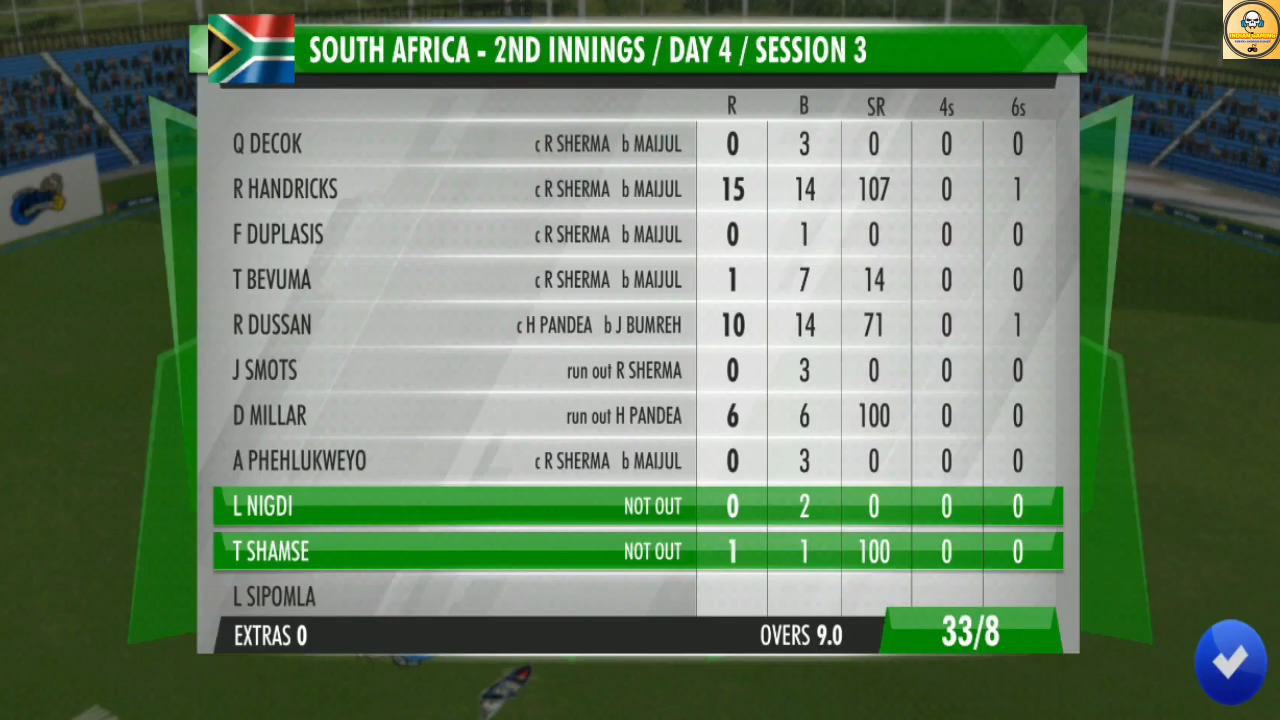 SOUTH AFRICA - 2ND INNINGS / DAY 4 / SESSION 3
R B SR 4s 6s
Q DECOK c R SHERMA b MAIJUL 0 3 0 0 0
R HANDRICKS c R SHERMA b MAIJUL 15 14 107 0 1
F DUPLASIS c R SHERMA b MAIJUL 0 1 0 0 0
T BEVUMA c R SHERMA b MAIJUL 1 7 14 0 0
R DUSSAN c H PANDEA b J BUMREH 10 14 71 0 1
J SMOTS run out R SHERMA 0 3 0 0 0
D MILLAR run out H PANDEA 6 6 100 0 0
A PHEHLUKWEYO c R SHERMA b MAIJUL 0 3 0 0 0
L NIGDI NOT OUT 0 2 0 0 0
T SHAMSE NOT OUT 1 1 100 0 0
L SIPOMLA
EXTRAS 0 OVERS 9.0 33/8
INDIAN GAMING